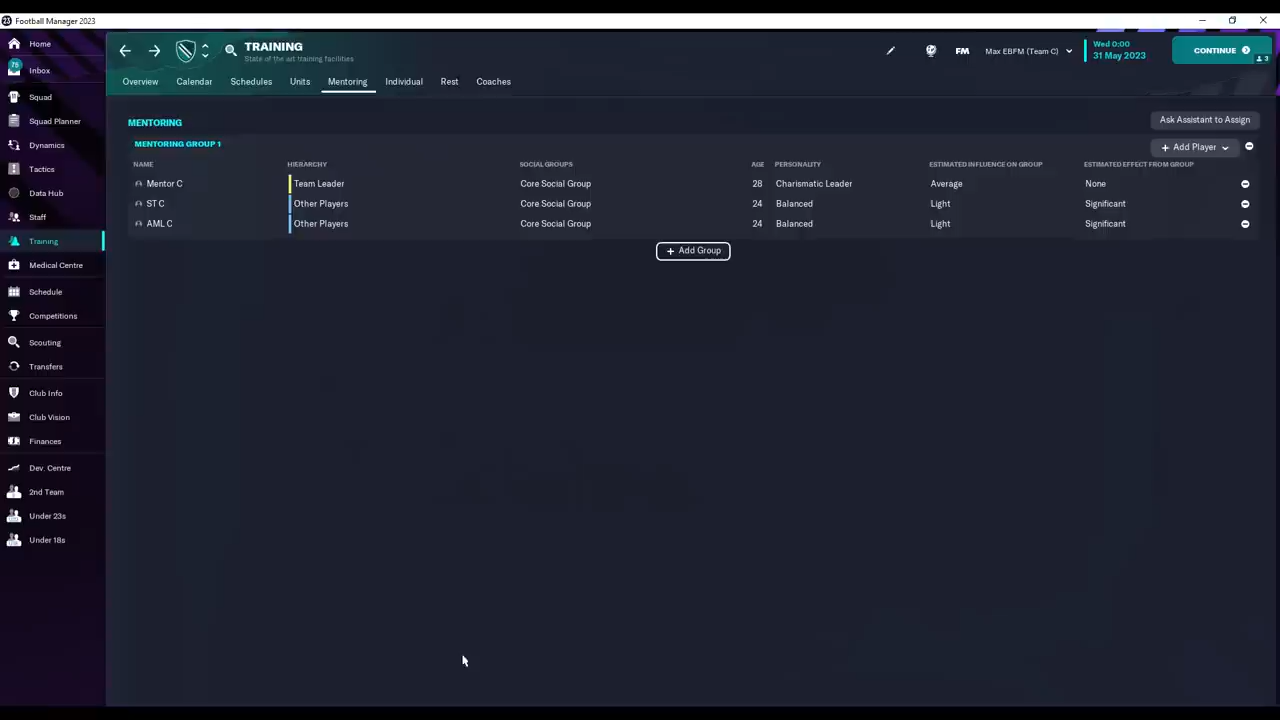 23 Football Manager 2023
Home
75
Inbox
Squad
Squad Planner
Dynamics
Tactics
Data Hub
Staff
Training
Medical Centre
Schedule
Competitions
Scouting
Transfers
Club Info
Club Vision
Finances
Dev. Centre
2nd Team
Under 23s
Under 18s
TRAINING
State of the art training facilities
FM
Max EBFM (Team C)
Wed 0:00
31 May 2023
CONTINUE
3
Overview Calendar Schedules Units Mentoring Individual Rest Coaches
MENTORING
Ask Assistant to Assign
MENTORING GROUP 1
+ Add Player
NAME HIERARCHY SOCIAL GROUPS AGE PERSONALITY ESTIMATED INFLUENCE ON GROUP ESTIMATED EFFECT FROM GROUP
Mentor C Team Leader Core Social Group 28 Charismatic Leader Average None
ST C Other Players Core Social Group 24 Balanced Light Significant
AML C Other Players Core Social Group 24 Balanced Light Significant
+ Add Group